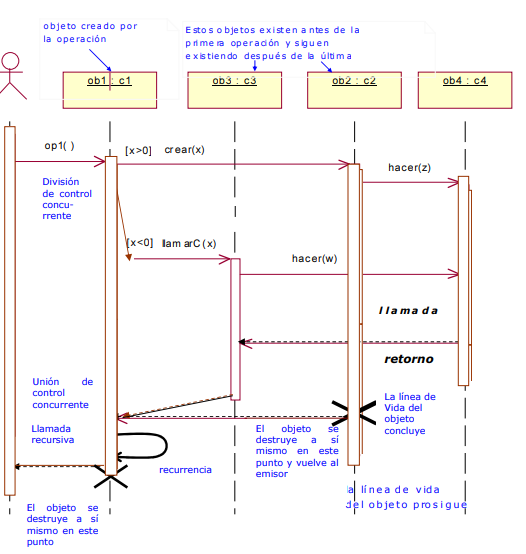 objeto creado por
la operación
Estos objetos existen antes de la
primera operación y siguen
existiendo después de la última
ob1 : c1
ob3 : c3
ob2 : c2
ob4 : c4
op1( )
[x>0] crear(x)
hacer(z)
División
de control
concu-
rrente
[x<0] llamarC(x)
hacer(w)
llamada
retorno
Unión de
control
concurrente
La línea de
Vida del
objeto
concluye
Llamada
recursiva
El objeto se
destruye a sí
mismo en este
punto y vuelve al
emisor
recurrencia
la línea de vida
del objeto prosigue
El objeto se
destruye a sí
mismo en este
punto